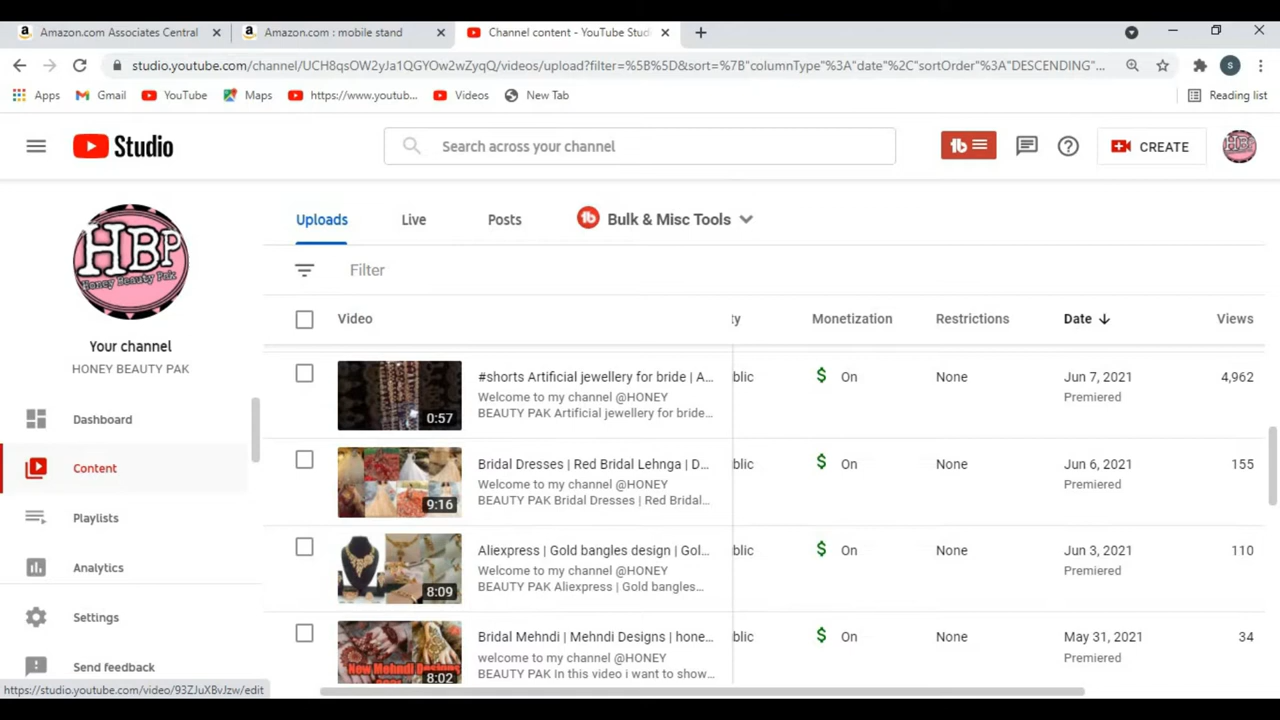 Amazon.com Associates Central
Amazon.com : mobile stand
Channel content - YouTube Stud
studio.youtube.com/channel/UCH8qsOW2yJa1QGYOw2wZyqQ/videos/upload?filter=%5B%5D&sort=%7B"columnType"%3A"date"%2C"sortOrder"%3A"DESCENDING"...
S
Apps
Gmail
YouTube
Maps
https://www.youtub...
Videos
New Tab
Reading list
Studio
Search across your channel
CREATE
HBP
HBP
Honey Beauty Pak
Your channel
HONEY BEAUTY PAK
Dashboard
Content
Playlists
Analytics
Settings
Send feedback
Uploads
Live
Posts
Bulk & Misc Tools
Filter
Video
ty
Monetization
Restrictions
Date
Views
0:57
#shorts Artificial jewellery for bride | A...
Welcome to my channel @HONEY
BEAUTY PAK Artificial jewellery for bride...
blic
On
None
Jun 7, 2021
Premiered
4,962
9:16
Bridal Dresses | Red Bridal Lehnga | D...
Welcome to my channel @HONEY
BEAUTY PAK Bridal Dresses | Red Bridal...
blic
On
None
Jun 6, 2021
Premiered
155
8:09
Aliexpress | Gold bangles design | Gol...
Welcome to my channel @HONEY
BEAUTY PAK Aliexpress | Gold bangles...
blic
On
None
Jun 3, 2021
Premiered
110
New Mehndi Designs
8:02
Bridal Mehndi | Mehndi Designs | hone...
welcome to my channel @HONEY
BEAUTY PAK In this video i want to show...
blic
On
None
May 31, 2021
Premiered
34
https://studio.youtube.com/video/93ZJuXBvJzw/edit